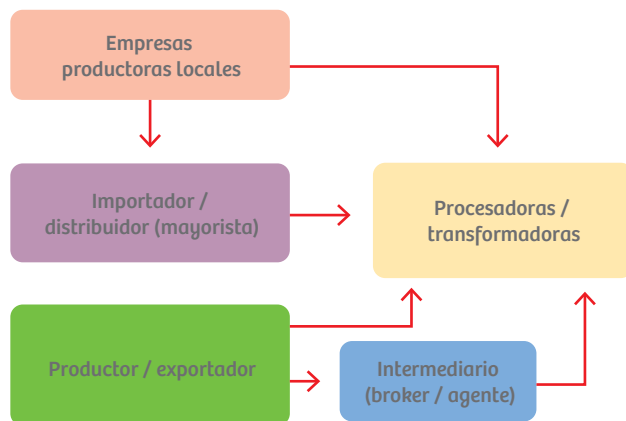 Empresas
productoras locales
Importador /
distribuidor (mayorista)
Procesadoras /
transformadoras
Productor / exportador
Intermediario
(broker / agente)